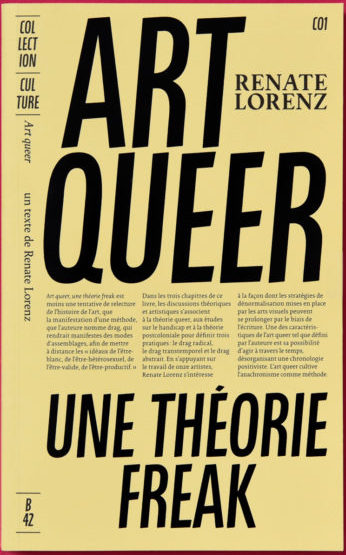 COL
LECT
ION
CUL
TURE
Art queer
un texte de Renate Lorenz
B
42
C01
ART
QUEER
RENATE
LORENZ
Art queer, une théorie freak est
moins une tentative de relecture
de l'histoire de l'art, que
la manifestation d'une méthode,
que l'auteure nomme drag, qui
rendrait manifestes des modes
d'assemblages, afin de mettre
à distance les « idéaux de l'être-
blanc, de l'être-hétérosexuel, de
l'être-valide, de l'être-productif. »
Dans les trois chapitres de ce
livre, les discussions théoriques
et artistiques s'associent
à la théorie queer, aux études
sur le handicap et à la théorie
postcoloniale pour définir trois
pratiques : le drag radical,
le drag transtemporel et le drag
abstrait. En s'appuyant sur
le travail de onze artistes,
Renate Lorenz s'intéresse
à la façon dont les stratégies de
dénormalisation mises en place
par les arts visuels peuvent
se prolonger par le biais de
l'écriture. Une des caractéris-
tiques de l'art queer tel que défini
par l'auteure est sa possibilité
d'agir à travers le temps,
désorganisant une chronologie
positiviste. L'art queer cultive
l'anachronisme comme méthode.
UNE THÉORIE
FREAK